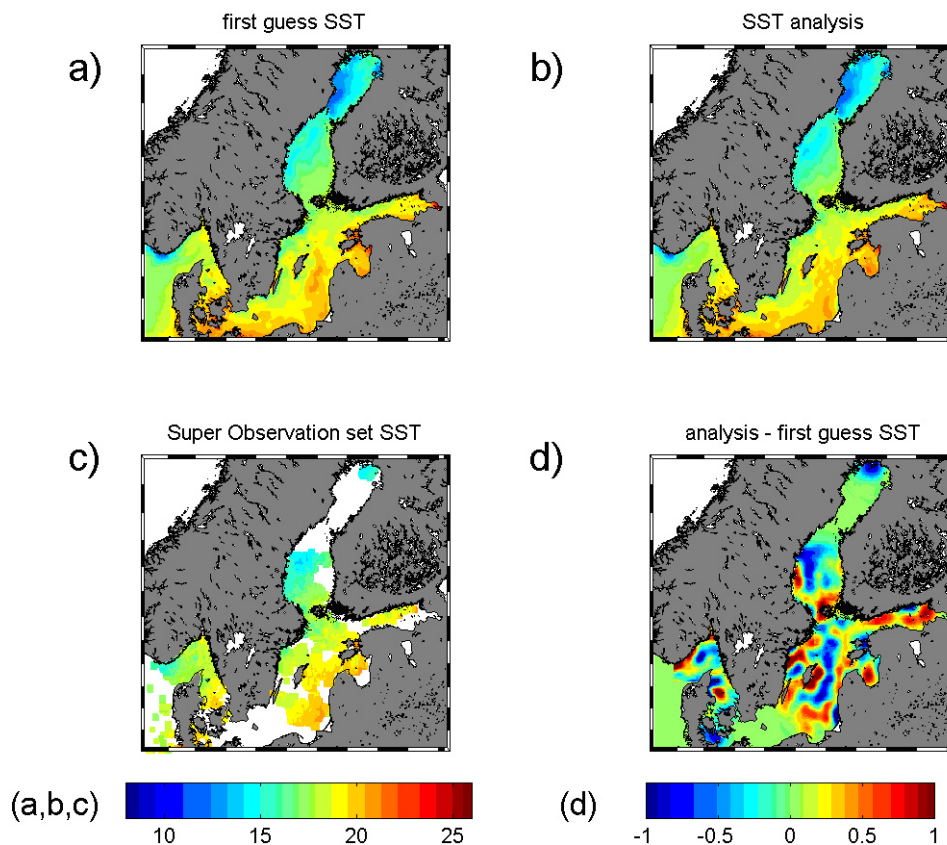 first guess SST
SST analysis
a)
b)
Super Observation set SST
analysis - first guess SST
c)
d)
(a,b,c)
10 15 20 25
(d)
-1 -0.5 0 0.5 1